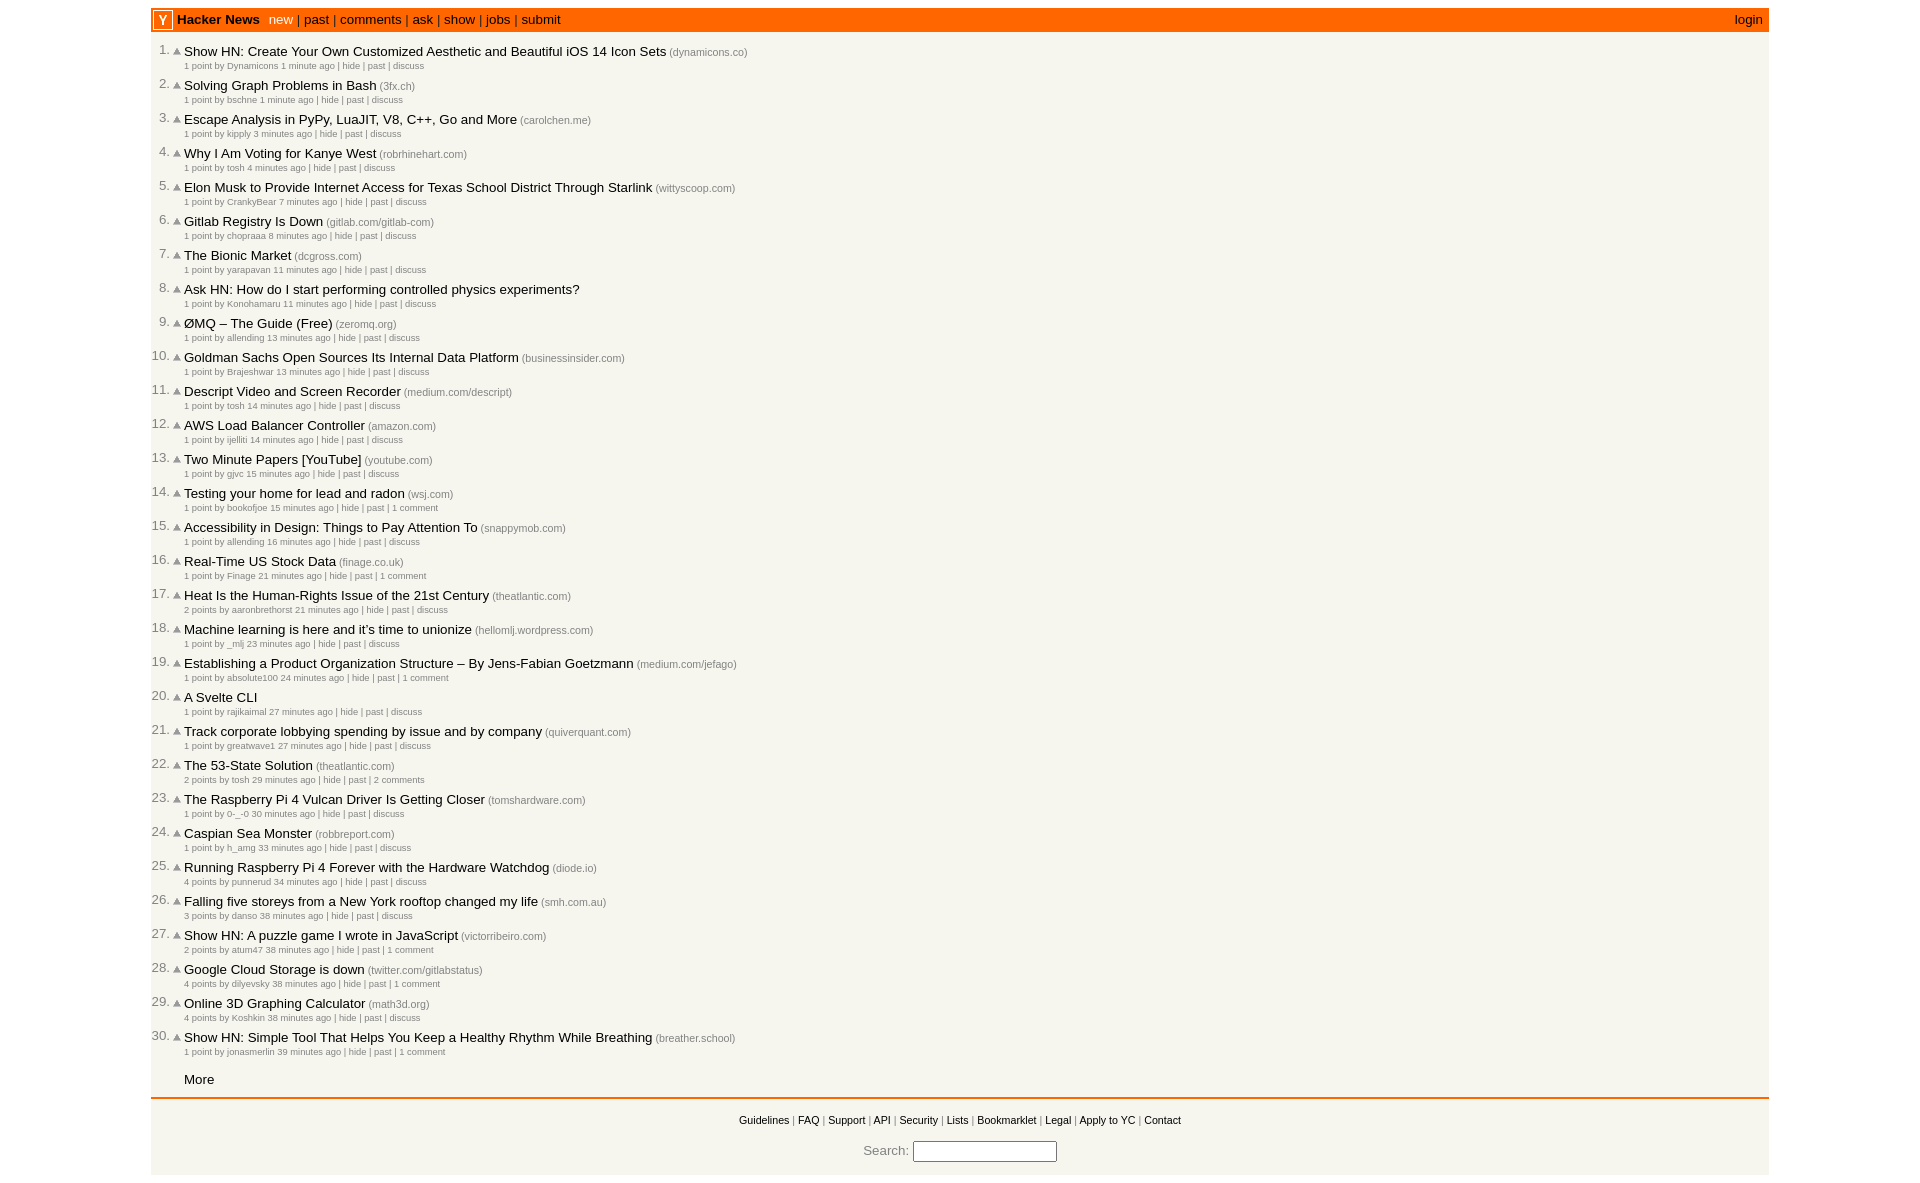 Y Hacker News new | past | comments | ask | show | jobs | submit login
1. Show HN: Create Your Own Customized Aesthetic and Beautiful iOS 14 Icon Sets (dynamicons.co)
1 point by Dynamicons 1 minute ago | hide | past | discuss
2. Solving Graph Problems in Bash (3fx.ch)
1 point by bschne 1 minute ago | hide | past | discuss
3. Escape Analysis in PyPy, LuaJIT, V8, C++, Go and More (carolchen.me)
1 point by kipply 3 minutes ago | hide | past | discuss
4. Why I Am Voting for Kanye West (robrhinehart.com)
1 point by tosh 4 minutes ago | hide | past | discuss
5. Elon Musk to Provide Internet Access for Texas School District Through Starlink (wittyscoop.com)
1 point by CrankyBear 7 minutes ago | hide | past | discuss
6. Gitlab Registry Is Down (gitlab.com/gitlab-com)
1 point by chopraaa 8 minutes ago | hide | past | discuss
7. The Bionic Market (dcgross.com)
1 point by yarapavan 11 minutes ago | hide | past | discuss
8. Ask HN: How do I start performing controlled physics experiments?
1 point by Konohamaru 11 minutes ago | hide | past | discuss
9. ØMQ – The Guide (Free) (zeromq.org)
1 point by allending 13 minutes ago | hide | past | discuss
10. Goldman Sachs Open Sources Its Internal Data Platform (businessinsider.com)
1 point by Brajeshwar 13 minutes ago | hide | past | discuss
11. Descript Video and Screen Recorder (medium.com/descript)
1 point by tosh 14 minutes ago | hide | past | discuss
12. AWS Load Balancer Controller (amazon.com)
1 point by ijelliti 14 minutes ago | hide | past | discuss
13. Two Minute Papers [YouTube] (youtube.com)
1 point by gjvc 15 minutes ago | hide | past | discuss
14. Testing your home for lead and radon (wsj.com)
1 point by bookofjoe 15 minutes ago | hide | past | 1 comment
15. Accessibility in Design: Things to Pay Attention To (snappymob.com)
1 point by allending 16 minutes ago | hide | past | discuss
16. Real-Time US Stock Data (finage.co.uk)
1 point by Finage 21 minutes ago | hide | past | 1 comment
17. Heat Is the Human-Rights Issue of the 21st Century (theatlantic.com)
2 points by aaronbrethorst 21 minutes ago | hide | past | discuss
18. Machine learning is here and it’s time to unionize (hellomlj.wordpress.com)
1 point by _mlj 23 minutes ago | hide | past | discuss
19. Establishing a Product Organization Structure – By Jens-Fabian Goetzmann (medium.com/jefago)
1 point by absolute100 24 minutes ago | hide | past | 1 comment
20. A Svelte CLI
1 point by rajikaimal 27 minutes ago | hide | past | discuss
21. Track corporate lobbying spending by issue and by company (quiverquant.com)
1 point by greatwave1 27 minutes ago | hide | past | discuss
22. The 53-State Solution (theatlantic.com)
2 points by tosh 29 minutes ago | hide | past | 2 comments
23. The Raspberry Pi 4 Vulcan Driver Is Getting Closer (tomshardware.com)
1 point by 0-_-0 30 minutes ago | hide | past | discuss
24. Caspian Sea Monster (robbreport.com)
1 point by h_amg 33 minutes ago | hide | past | discuss
25. Running Raspberry Pi 4 Forever with the Hardware Watchdog (diode.io)
4 points by punnerud 34 minutes ago | hide | past | discuss
26. Falling five storeys from a New York rooftop changed my life (smh.com.au)
3 points by danso 38 minutes ago | hide | past | discuss
27. Show HN: A puzzle game I wrote in JavaScript (victorribeiro.com)
2 points by atum47 38 minutes ago | hide | past | 1 comment
28. Google Cloud Storage is down (twitter.com/gitlabstatus)
4 points by dilyevsky 38 minutes ago | hide | past | 1 comment
29. Online 3D Graphing Calculator (math3d.org)
4 points by Koshkin 38 minutes ago | hide | past | discuss
30. Show HN: Simple Tool That Helps You Keep a Healthy Rhythm While Breathing (breather.school)
1 point by jonasmerlin 39 minutes ago | hide | past | 1 comment
More
Guidelines | FAQ | Support | API | Security | Lists | Bookmarklet | Legal | Apply to YC | Contact
Search: